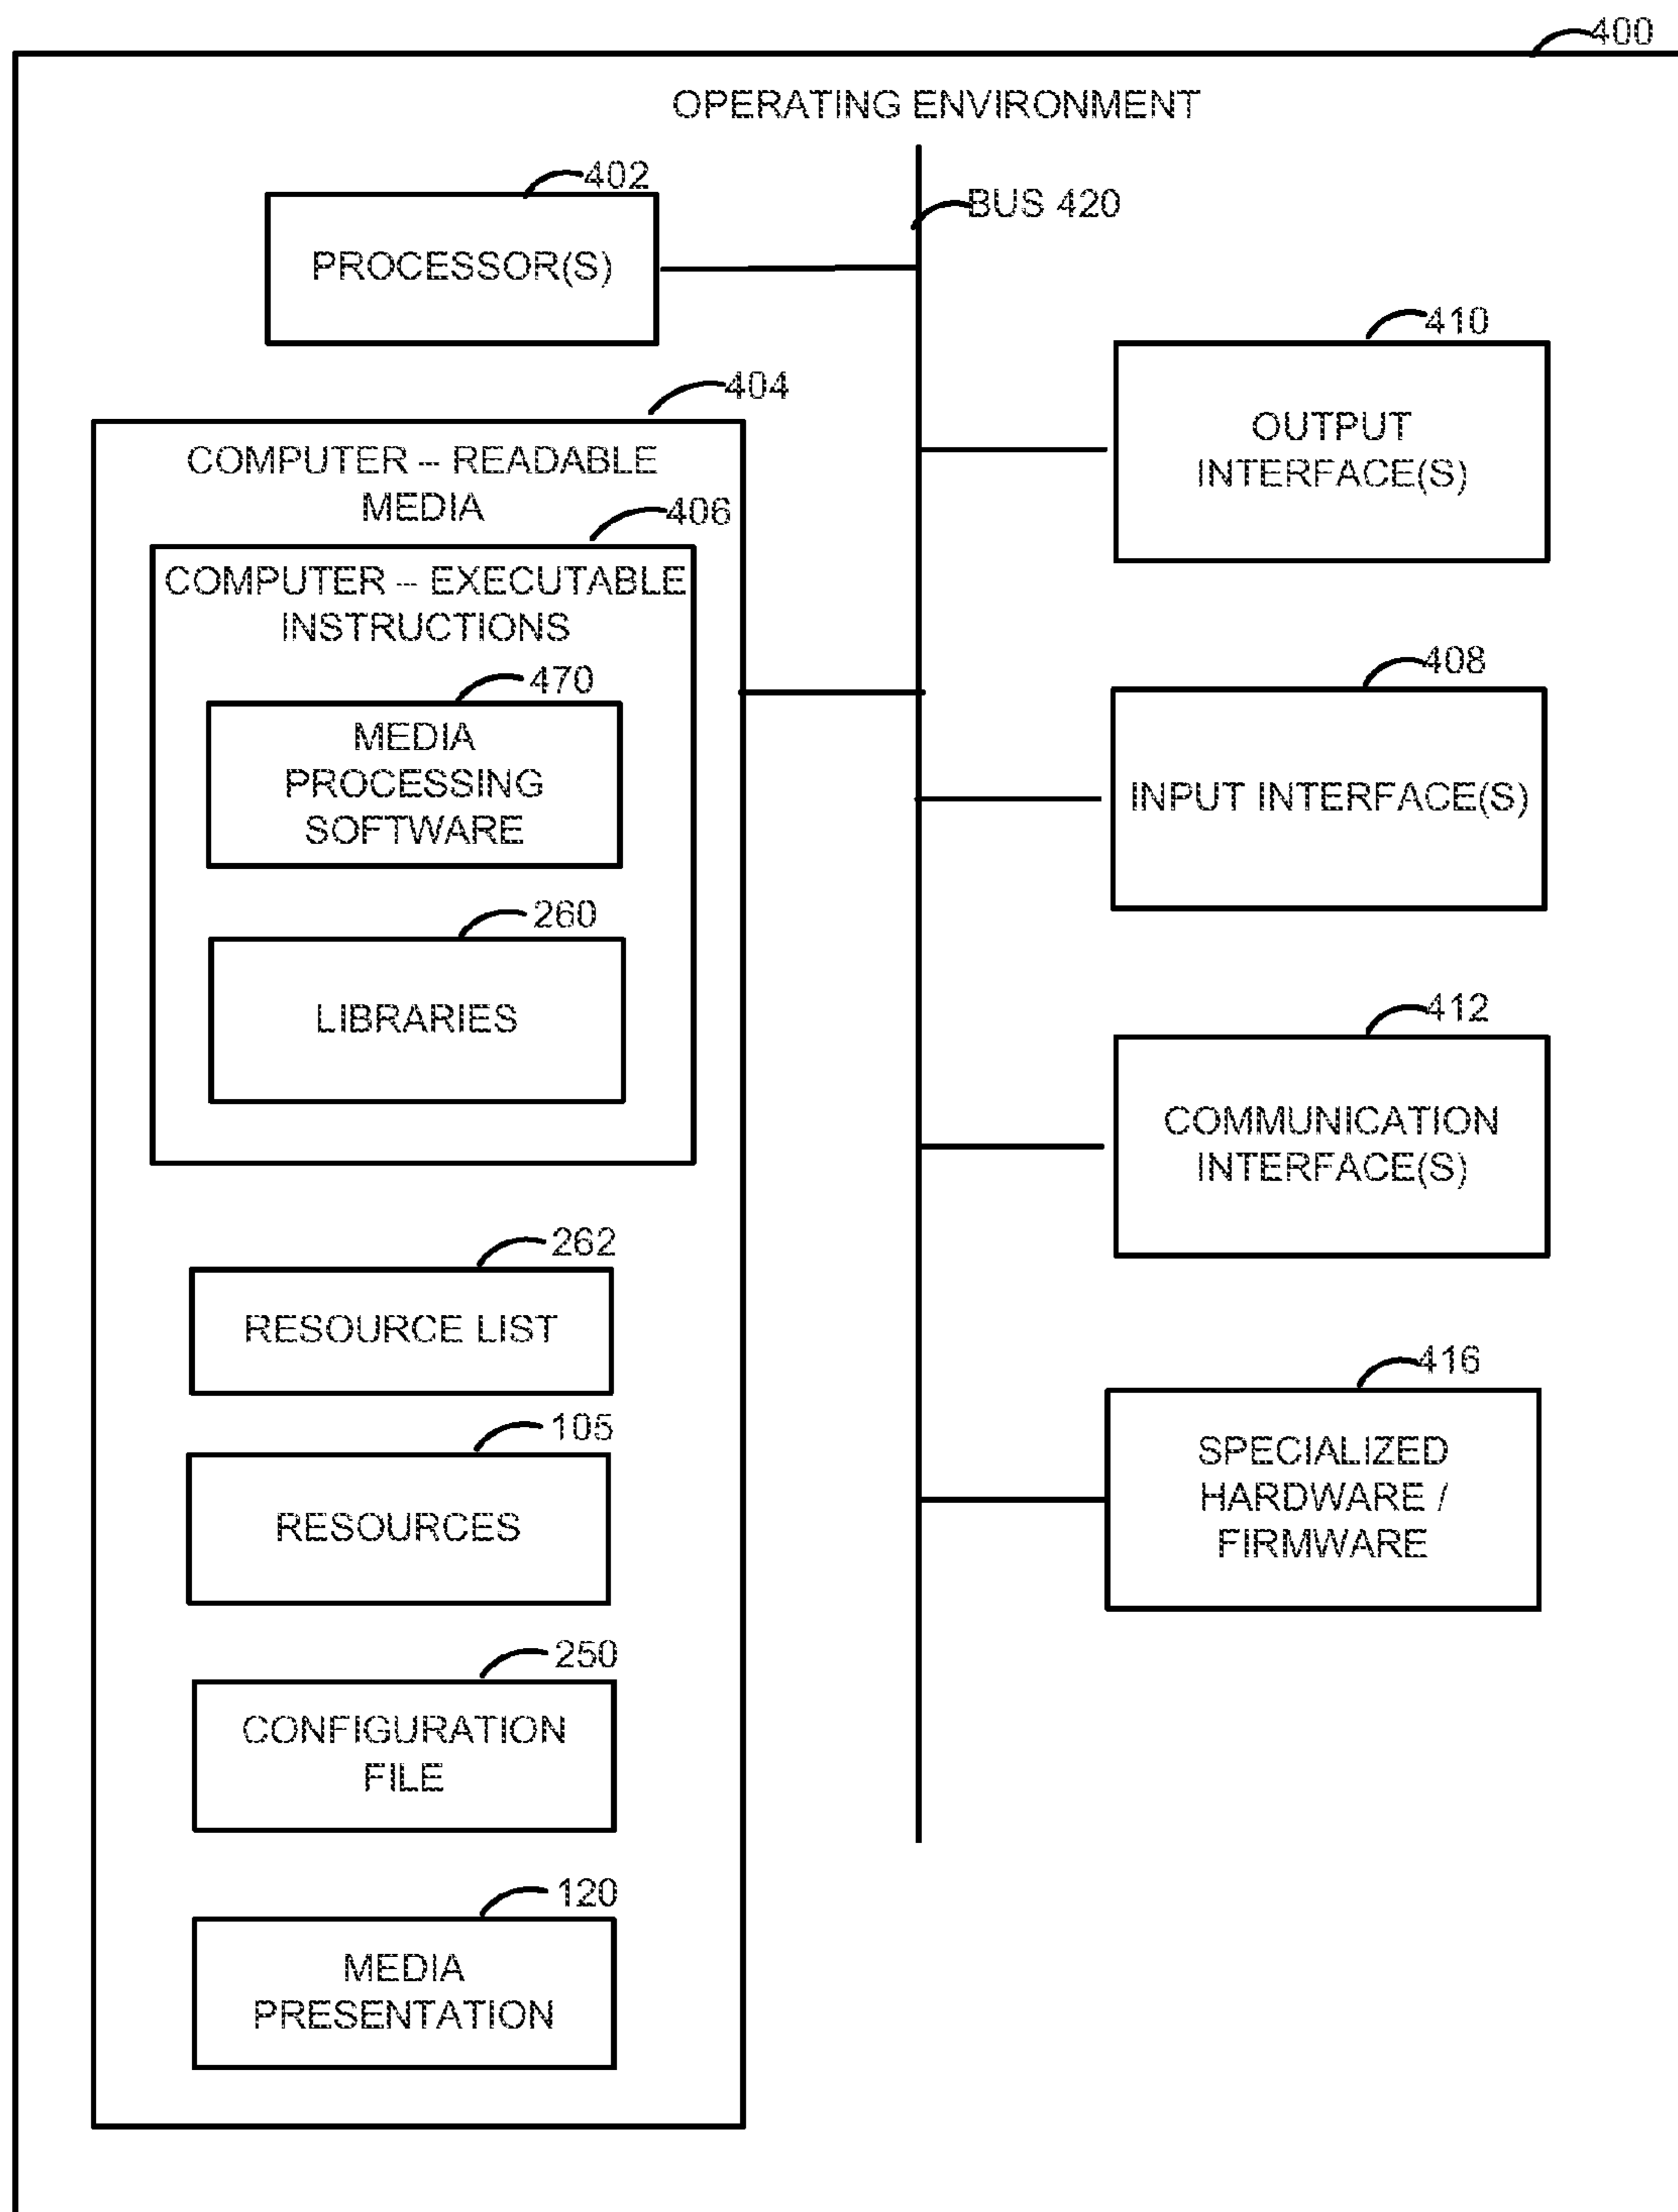 400
OPERATING ENVIRONMENT
402
BUS 420
PROCESSOR(S)
404
COMPUTER -- READABLE
MEDIA
406
COMPUTER -- EXECUTABLE
INSTRUCTIONS
470
MEDIA
PROCESSING
SOFTWARE
260
LIBRARIES
262
RESOURCE LIST
105
RESOURCES
250
CONFIGURATION
FILE
120
MEDIA
PRESENTATION
410
OUTPUT
INTERFACE(S)
408
INPUT INTERFACE(S)
412
COMMUNICATION
INTERFACE(S)
416
SPECIALIZED
HARDWARE /
FIRMWARE